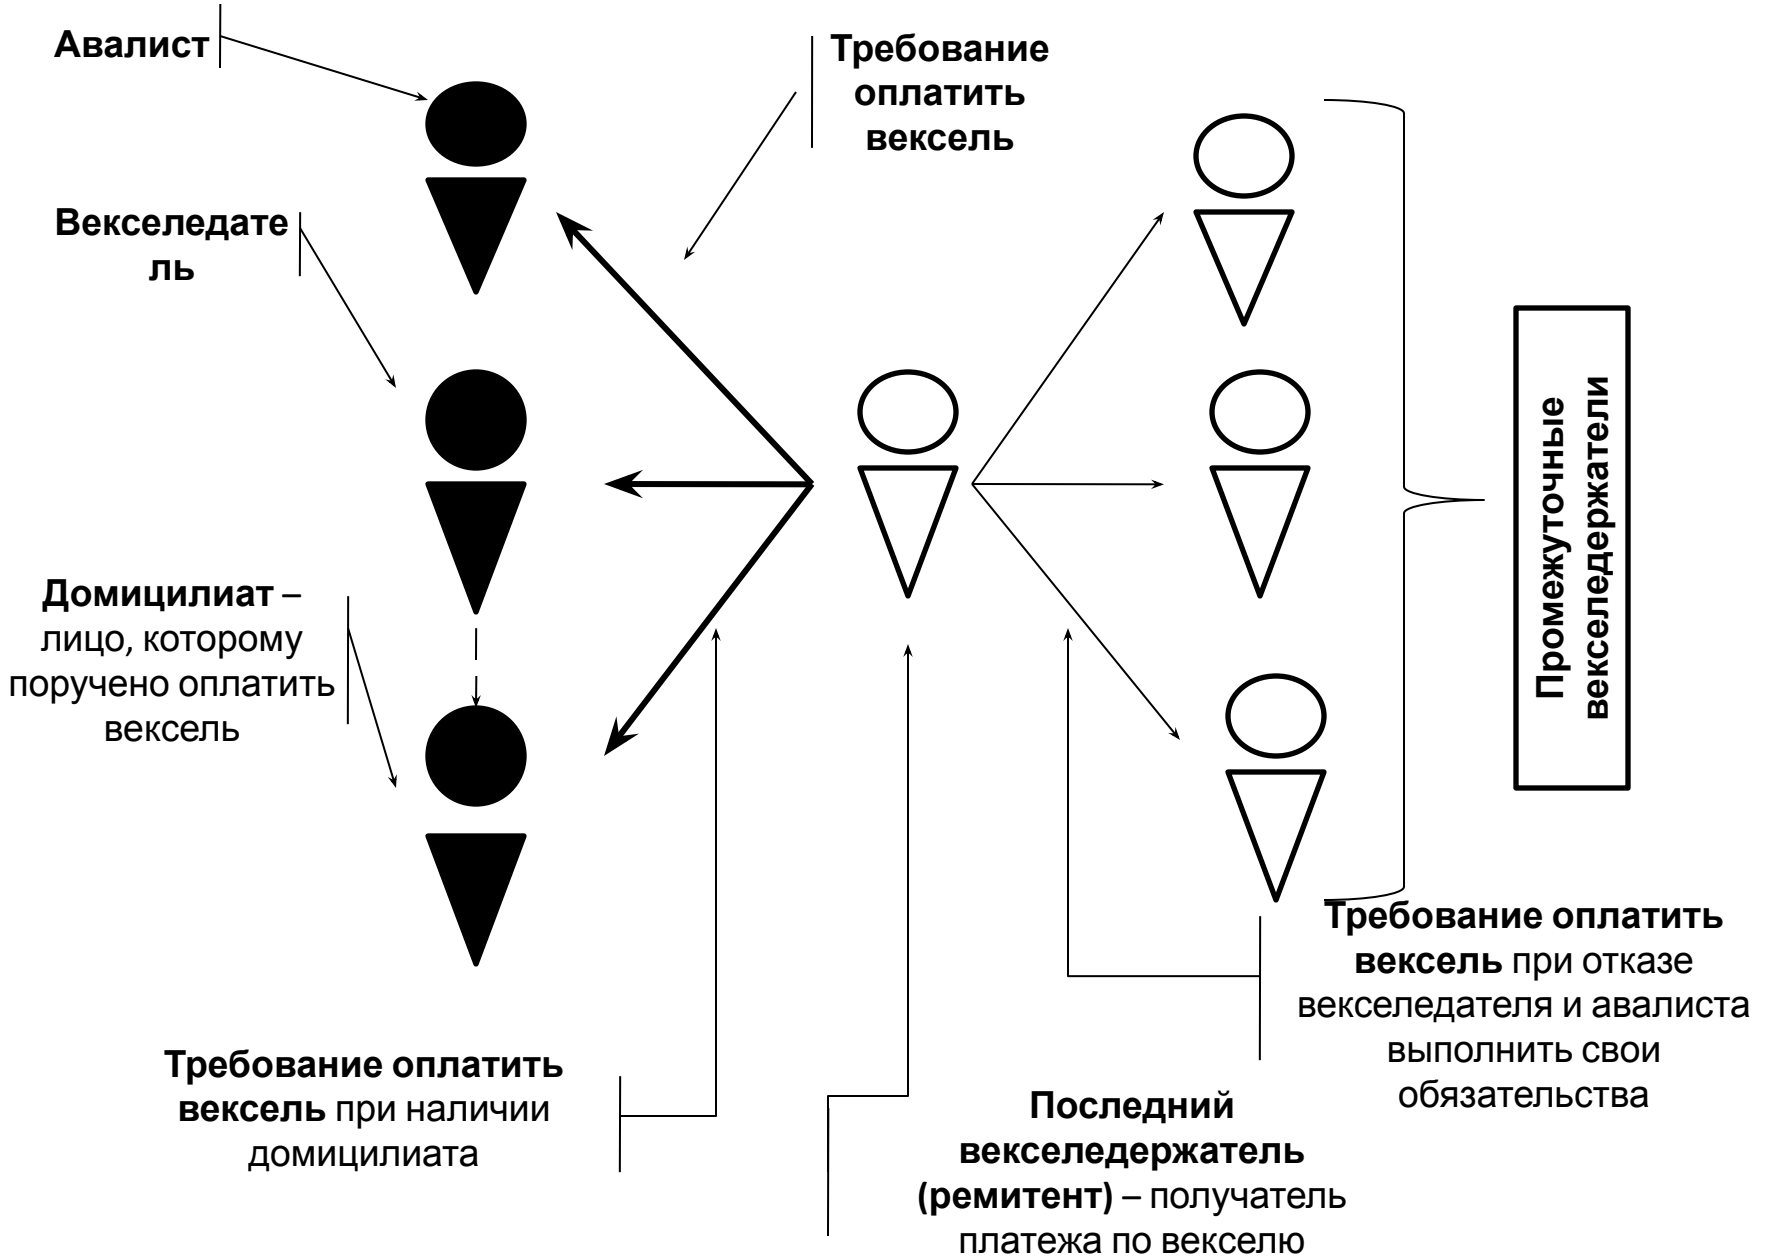 Авалист
Требование
оплатить
вексель
Векселедате
ль
Домицилиат –
лицо, которому
поручено оплатить
вексель
Промежуточные
векселедержатели
Требование оплатить
вексель при отказе
векселедателя и авалиста
выполнить свои
обязательства
Требование оплатить
вексель при наличии
домицилиата
Последний
векселедержатель
(ремитент) – получатель
платежа по векселю